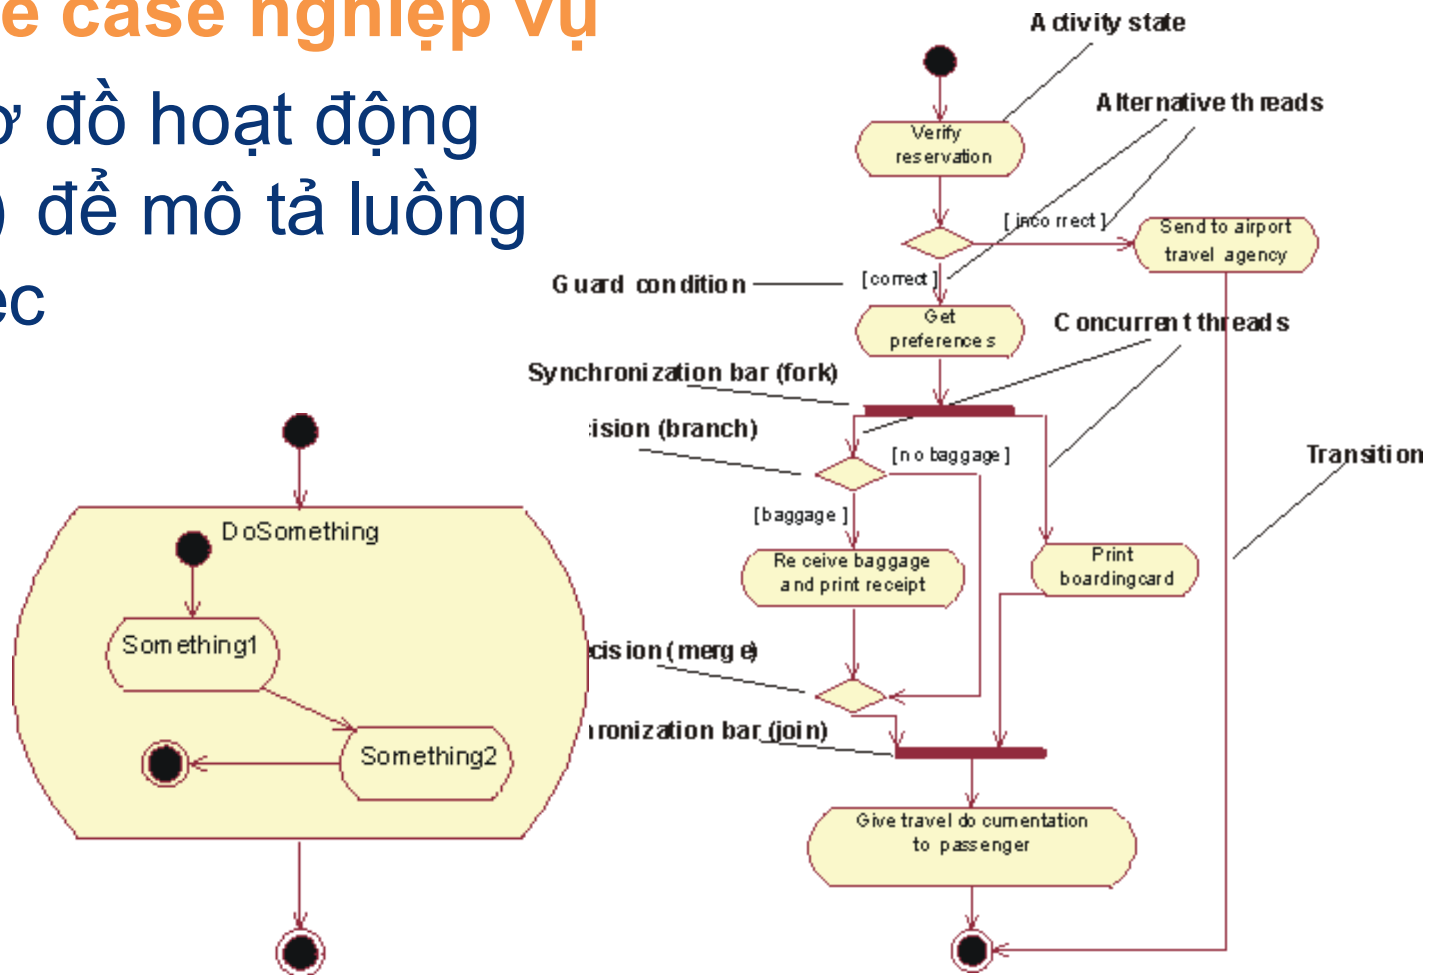 e case nghiệp vụ
ơ đồ hoạt động
) để mô tả luồng
ệc
Activity state
Alternative threads
Verify
reservation
[incorrect]
Send to airport
travel agency
Guard condition
[correct]
Get
preferences
Concurrent threads
Synchronization bar (fork)
ision (branch)
[no baggage]
Transition
[baggage]
Receive baggage
and print receipt
Print
boardingcard
cision (merge)
ronization bar (join)
Give travel documentation
to passenger
DoSomething
Something1
Something2